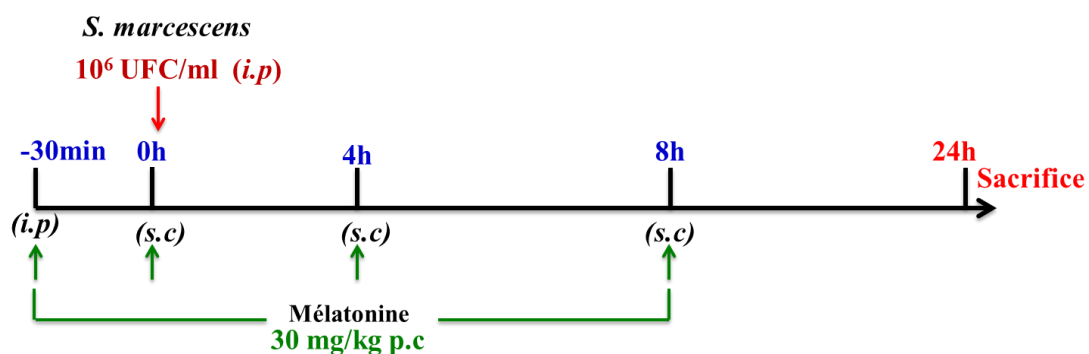 S. marcescens
10⁶ UFC/ml (i.p)
-30min 0h 4h 8h 24h
Sacrifice
(i.p) (s.c) (s.c) (s.c)
Mélatonine
30 mg/kg p.c